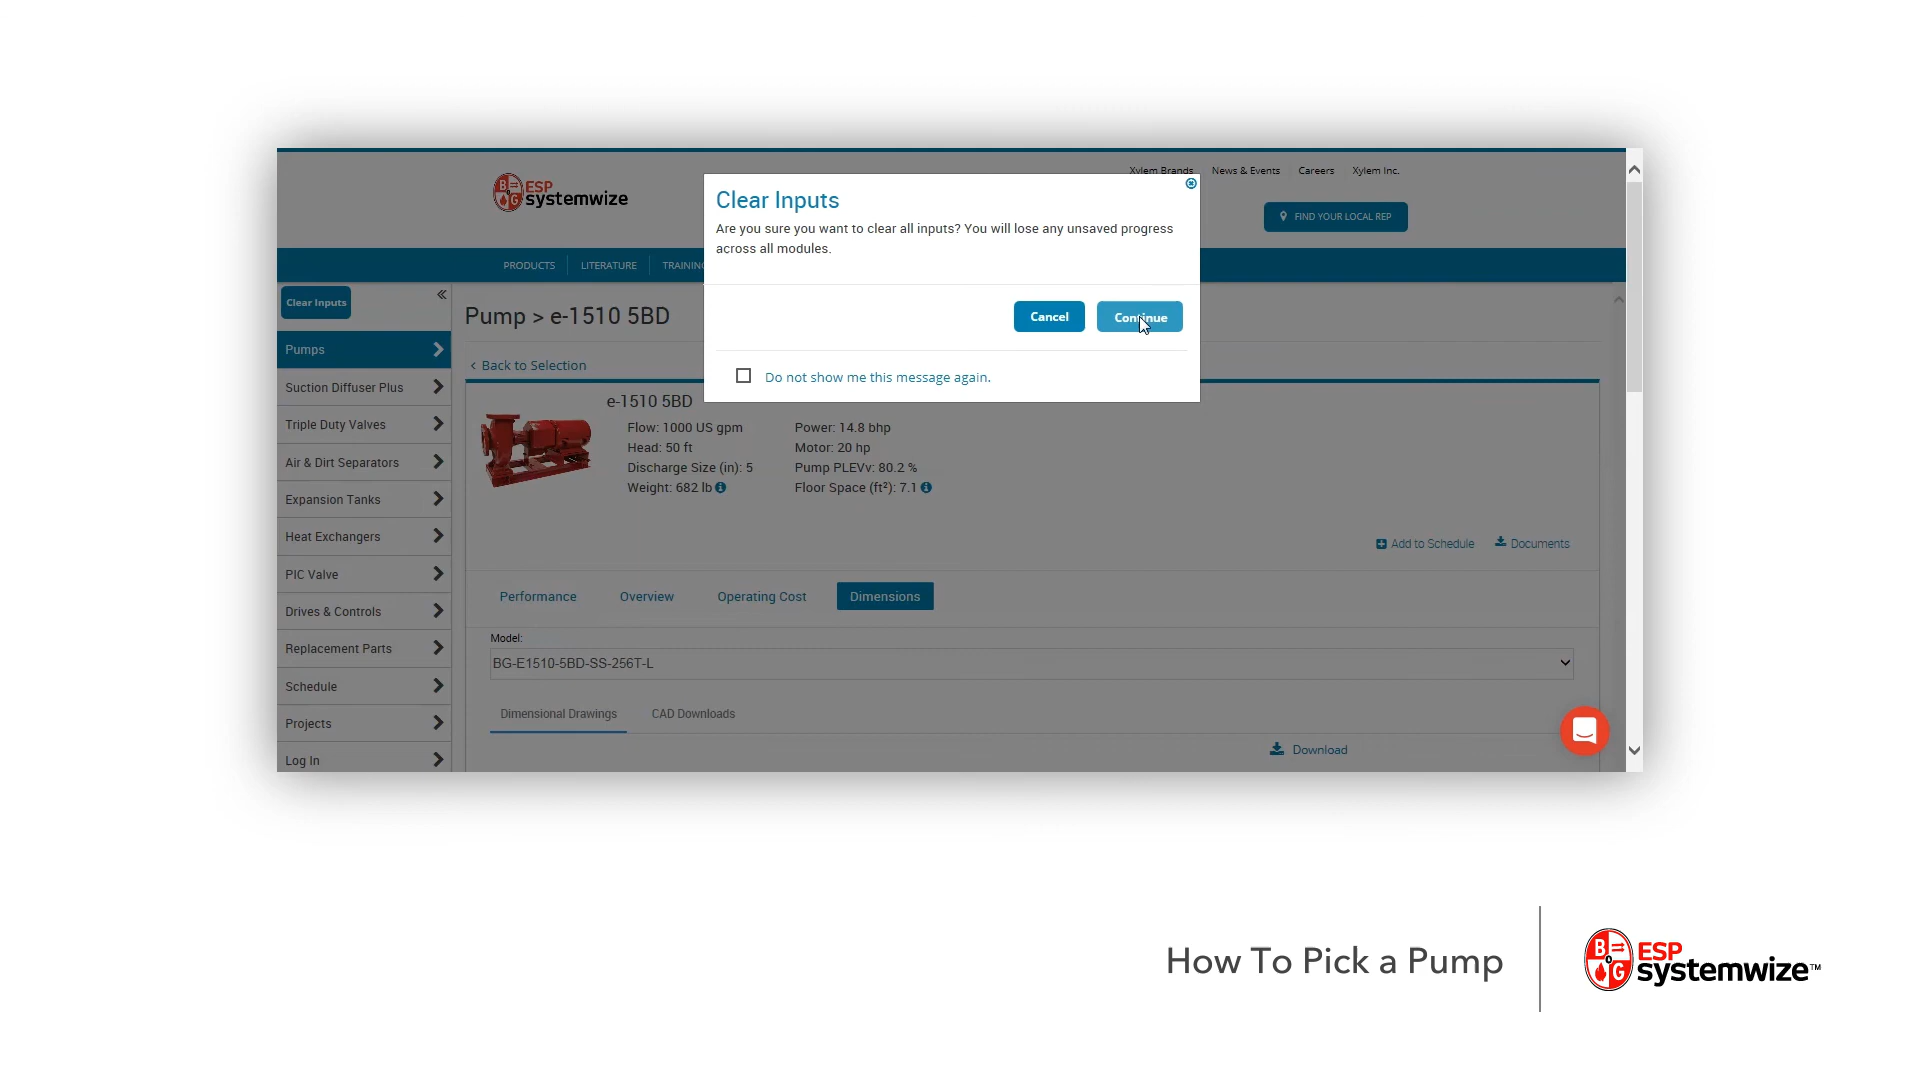 B G ESP
systemwize
Xylem Brands
News & Events
Careers
Xylem Inc.
FIND YOUR LOCAL REP
PRODUCTS
LITERATURE
TRAINING
Clear Inputs
Are you sure you want to clear all inputs? You will lose any unsaved progress
across all modules.
Cancel
Continue
Do not show me this message again.
Clear Inputs
Pumps
Suction Diffuser Plus
Triple Duty Valves
Air & Dirt Separators
Expansion Tanks
Heat Exchangers
PIC Valve
Drives & Controls
Replacement Parts
Schedule
Projects
Log In
Pump > e-1510 5BD
< Back to Selection
e-1510 5BD
Flow: 1000 US gpm
Head: 50 ft
Discharge Size (in): 5
Weight: 682 lb
Power: 14.8 bhp
Motor: 20 hp
Pump PLEVv: 80.2 %
Floor Space (ft²): 7.1
Add to Schedule
Documents
Performance
Overview
Operating Cost
Dimensions
Model:
BG-E1510-5BD-SS-256T-L
Dimensional Drawings
CAD Downloads
Download
How To Pick a Pump
B G ESP
systemwize™